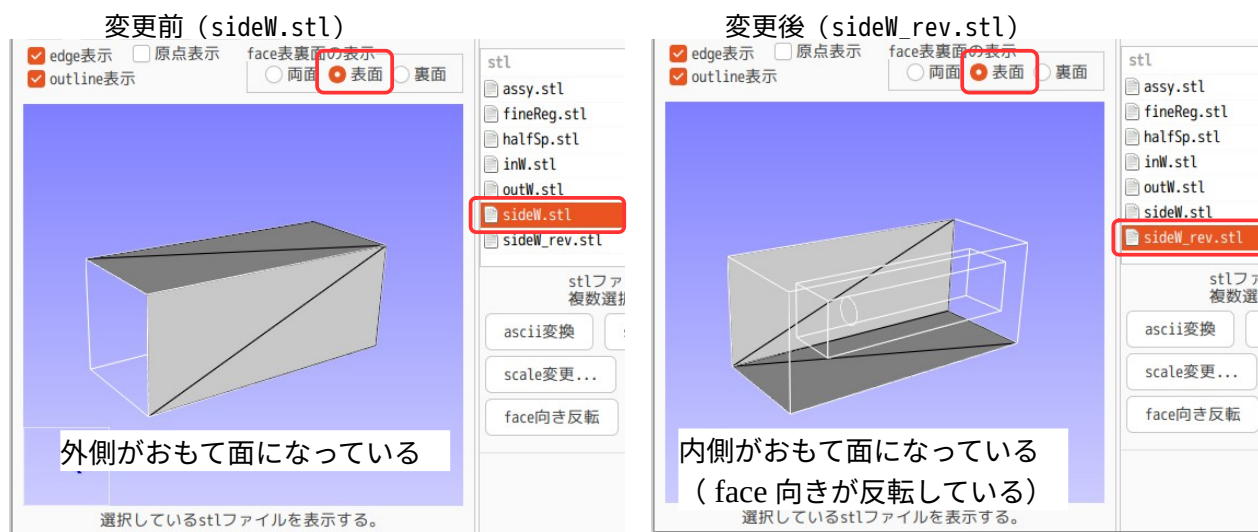 変更前（sideW.stl）
edge表示
原点表示
face表裏面の表示
outline表示
両面
表面
裏面
stl
assy.stl
fineReg.stl
halfSp.stl
inW.stl
outW.stl
sideW.stl
sideW_rev.stl
stlファ
複数選択
ascii変換
scale変更...
face向き反転
外側がおもて面になっている
選択しているstlファイルを表示する。
変更後（sideW_rev.stl）
edge表示
原点表示
face表裏面の表示
outline表示
両面
表面
裏面
stl
assy.stl
fineReg.stl
halfSp.stl
inW.stl
outW.stl
sideW.stl
sideW_rev.stl
stlファ
複数選
ascii変換
scale変更...
face向き反転
内側がおもて面になっている
（ face 向きが反転している）
選択しているstlファイルを表示する。